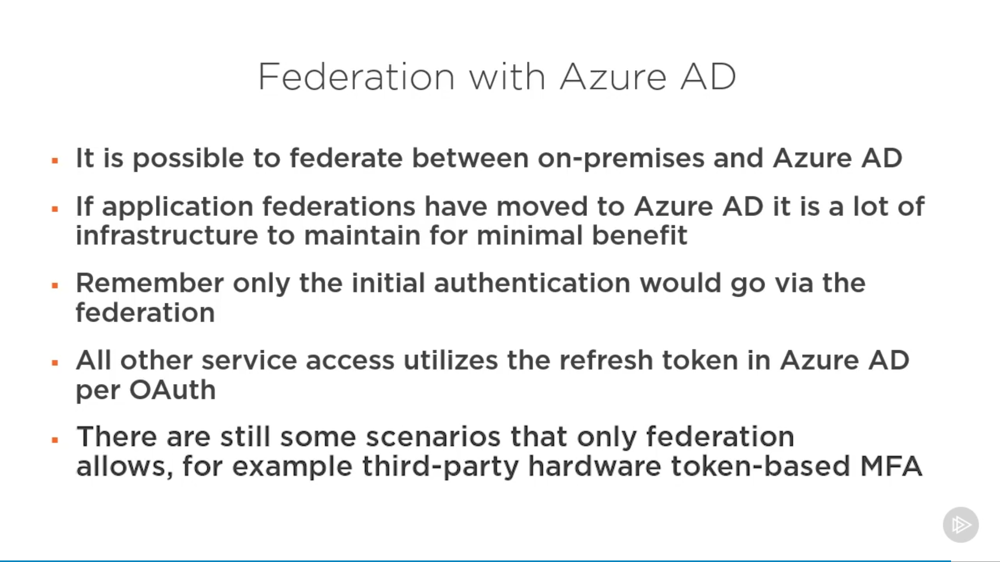 Federation with Azure AD
It is possible to federate between on-premises and Azure AD
If application federations have moved to Azure AD it is a lot of
infrastructure to maintain for minimal benefit
Remember only the initial authentication would go via the
federation
All other service access utilizes the refresh token in Azure AD
per OAuth
There are still some scenarios that only federation
allows, for example third-party hardware token-based MFA